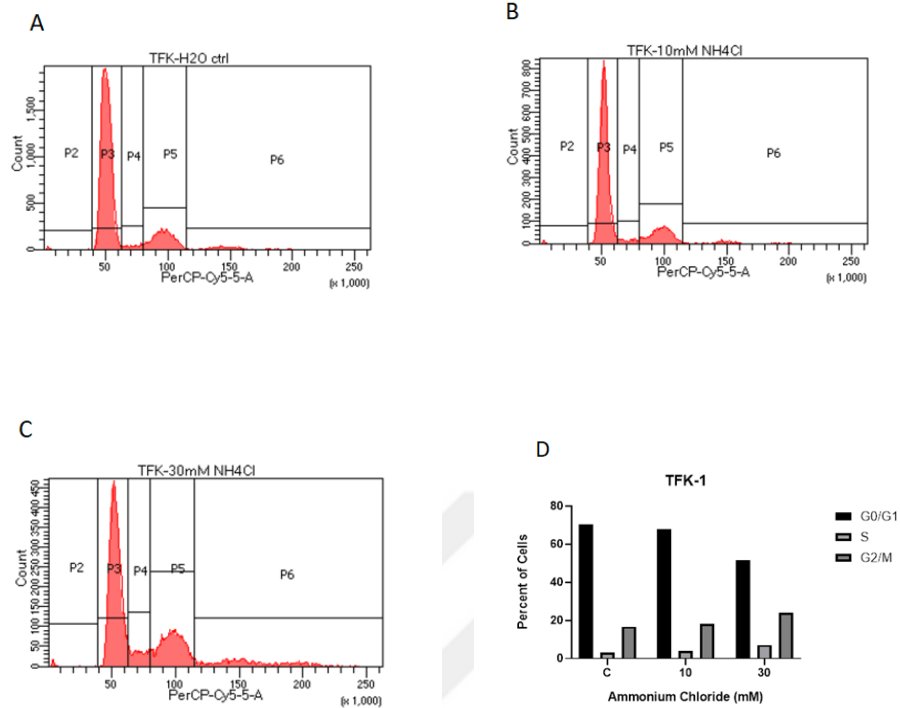 A
TFK-H2O ctrl
Count
1,500
1,000
500
0
P2
P3
P4
P5
P6
50 100 150 200 250
PerCP-Cy5-5-A
(x 1,000)
B
TFK-10mM NH4Cl
Count
800
700
600
500
400
300
200
100
0
P2
P3
P4
P5
P6
50 100 150 200 250
PerCP-Cy5-5-A
(x 1,000)
C
TFK-30mM NH4Cl
Count
450
400
350
300
250
200
150
100
50
0
P2
P3
P4
P5
P6
50 100 150 200 250
PerCP-Cy5-5-A
(x 1,000)
D
TFK-1
Percent of Cells
80
60
40
20
0
C 10 30
Ammonium Chloride (mM)
G0/G1
S
G2/M